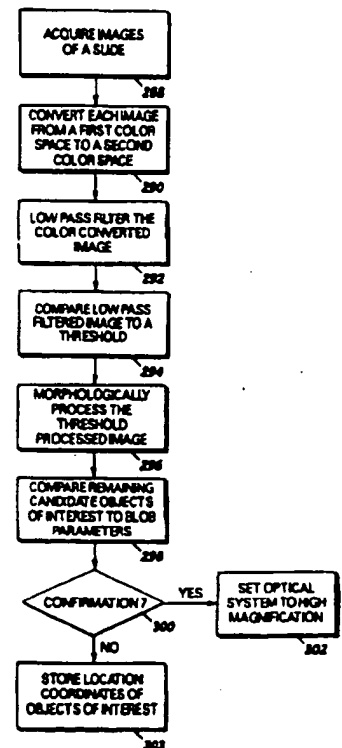 ACQUIRE IMAGES
OF A SLIDE
288
CONVERT EACH IMAGE
FROM A FIRST COLOR
SPACE TO A SECOND
COLOR SPACE
290
LOW PASS FILTER THE
COLOR CONVERTED
IMAGE
292
COMPARE LOW PASS
FILTERED IMAGE TO A
THRESHOLD
294
MORPHOLOGICALLY
PROCESS THE
THRESHOLD
PROCESSED IMAGE
296
COMPARE REMAINING
CANDIDATE OBJECTS
OF INTEREST TO BLOB
PARAMETERS
298
CONFIRMATION ?
300
YES
SET OPTICAL
SYSTEM TO HIGH
MAGNIFICATION
302
NO
STORE LOCATION
COORDINATES OF
OBJECTS OF INTEREST
303